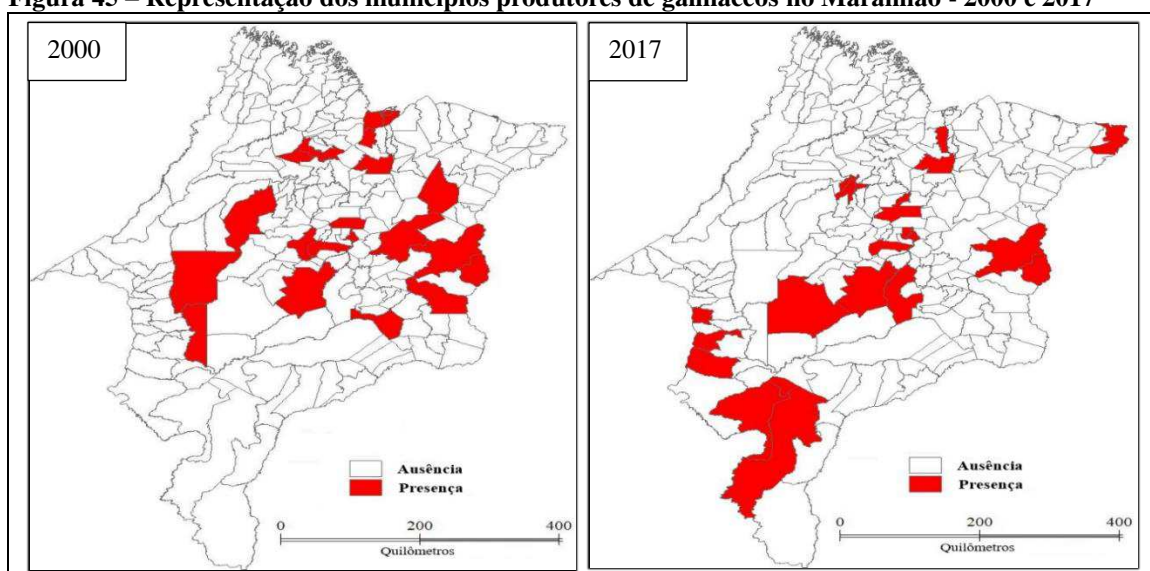 Figura 45 – Representação dos municípios produtores de galináceos no Maranhão - 2000 e 2017
2000
Ausência
Presença
0 200 400
Quilômetros
2017
Ausência
Presença
0 200 400
Quilômetros